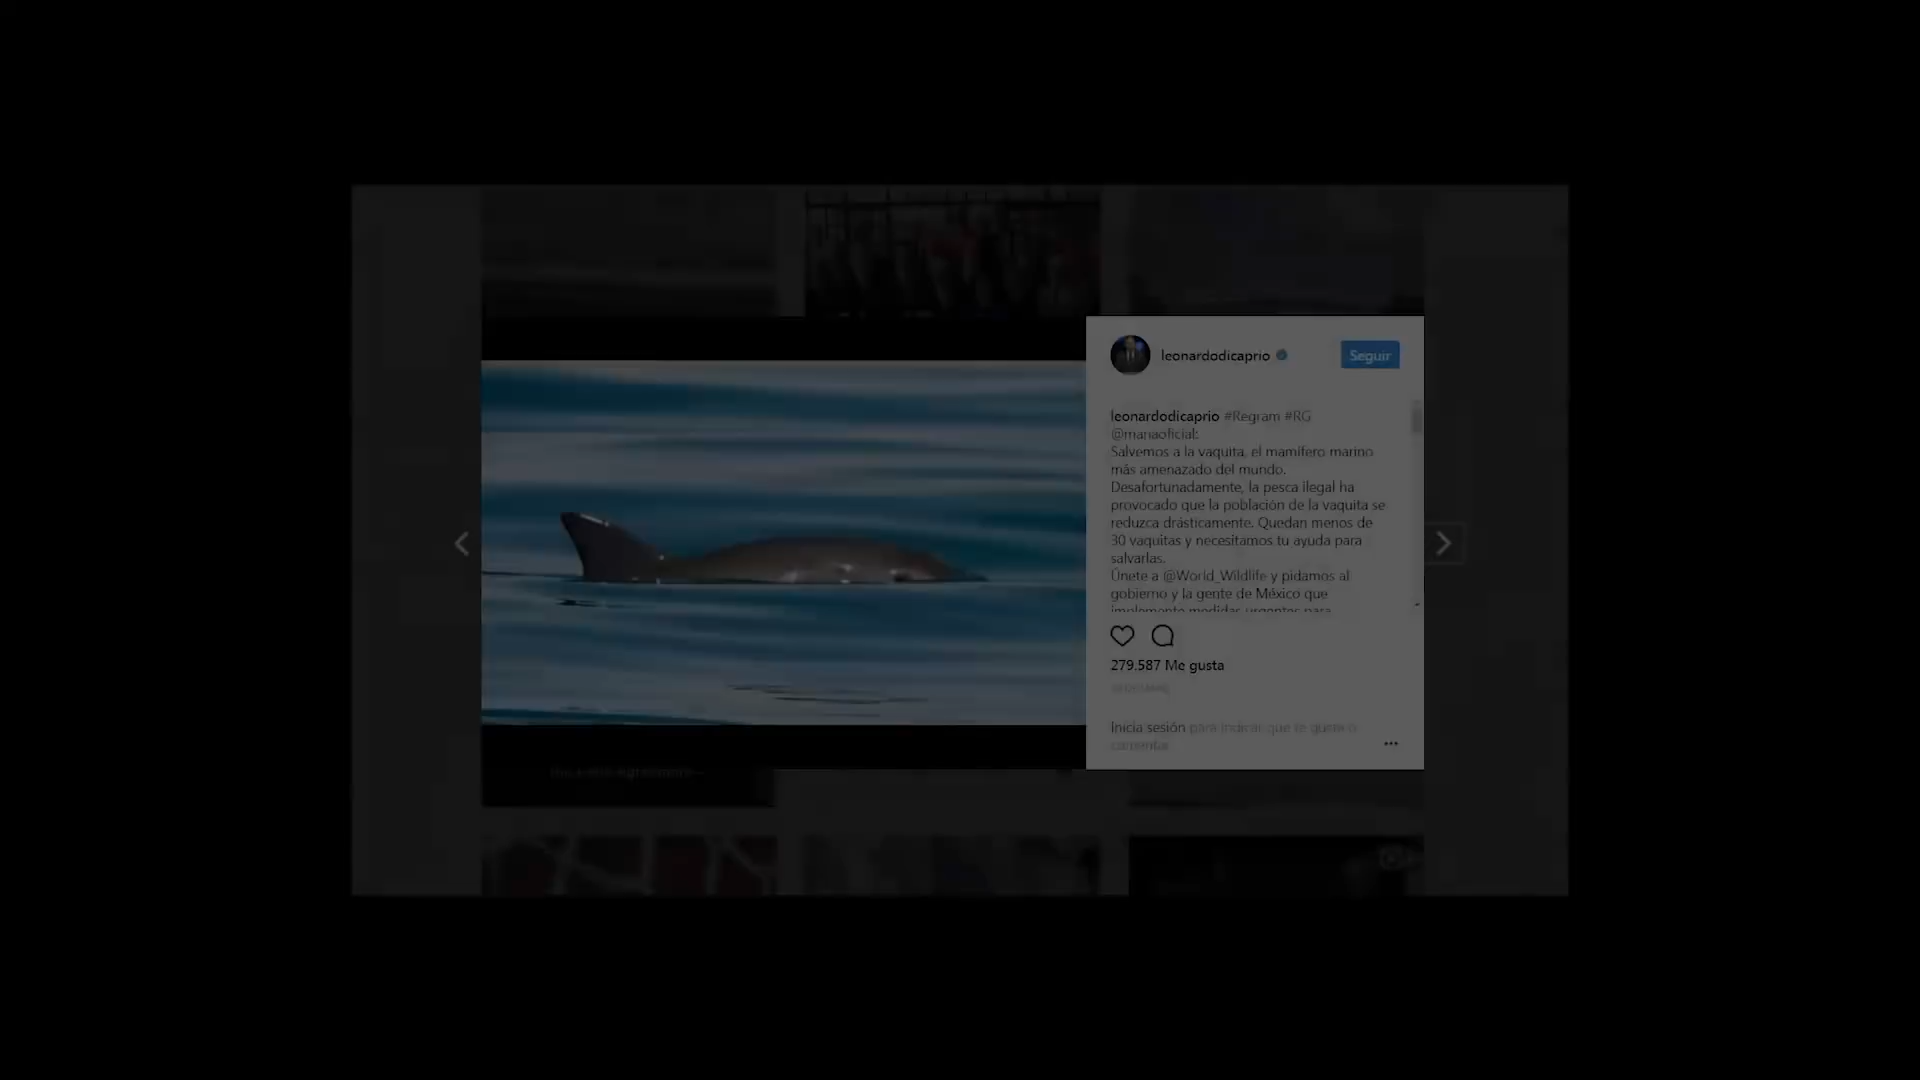 leonardodicaprio
Seguir
leonardodicaprio #Regram #RG
@manaoficial:
Salvemos a la vaquita, el mamífero marino
más amenazado del mundo.
Desafortunadamente, la pesca ilegal ha
provocado que la población de la vaquita se
reduzca drásticamente. Quedan menos de
30 vaquitas y necesitamos tu ayuda para
salvarlas.
Únete a @World_Wildlife y pidamos al
gobierno y la gente de México que
implemente medidas urgentes para
279.587 Me gusta
Inicia sesión para indicar que te gusta o
comentar